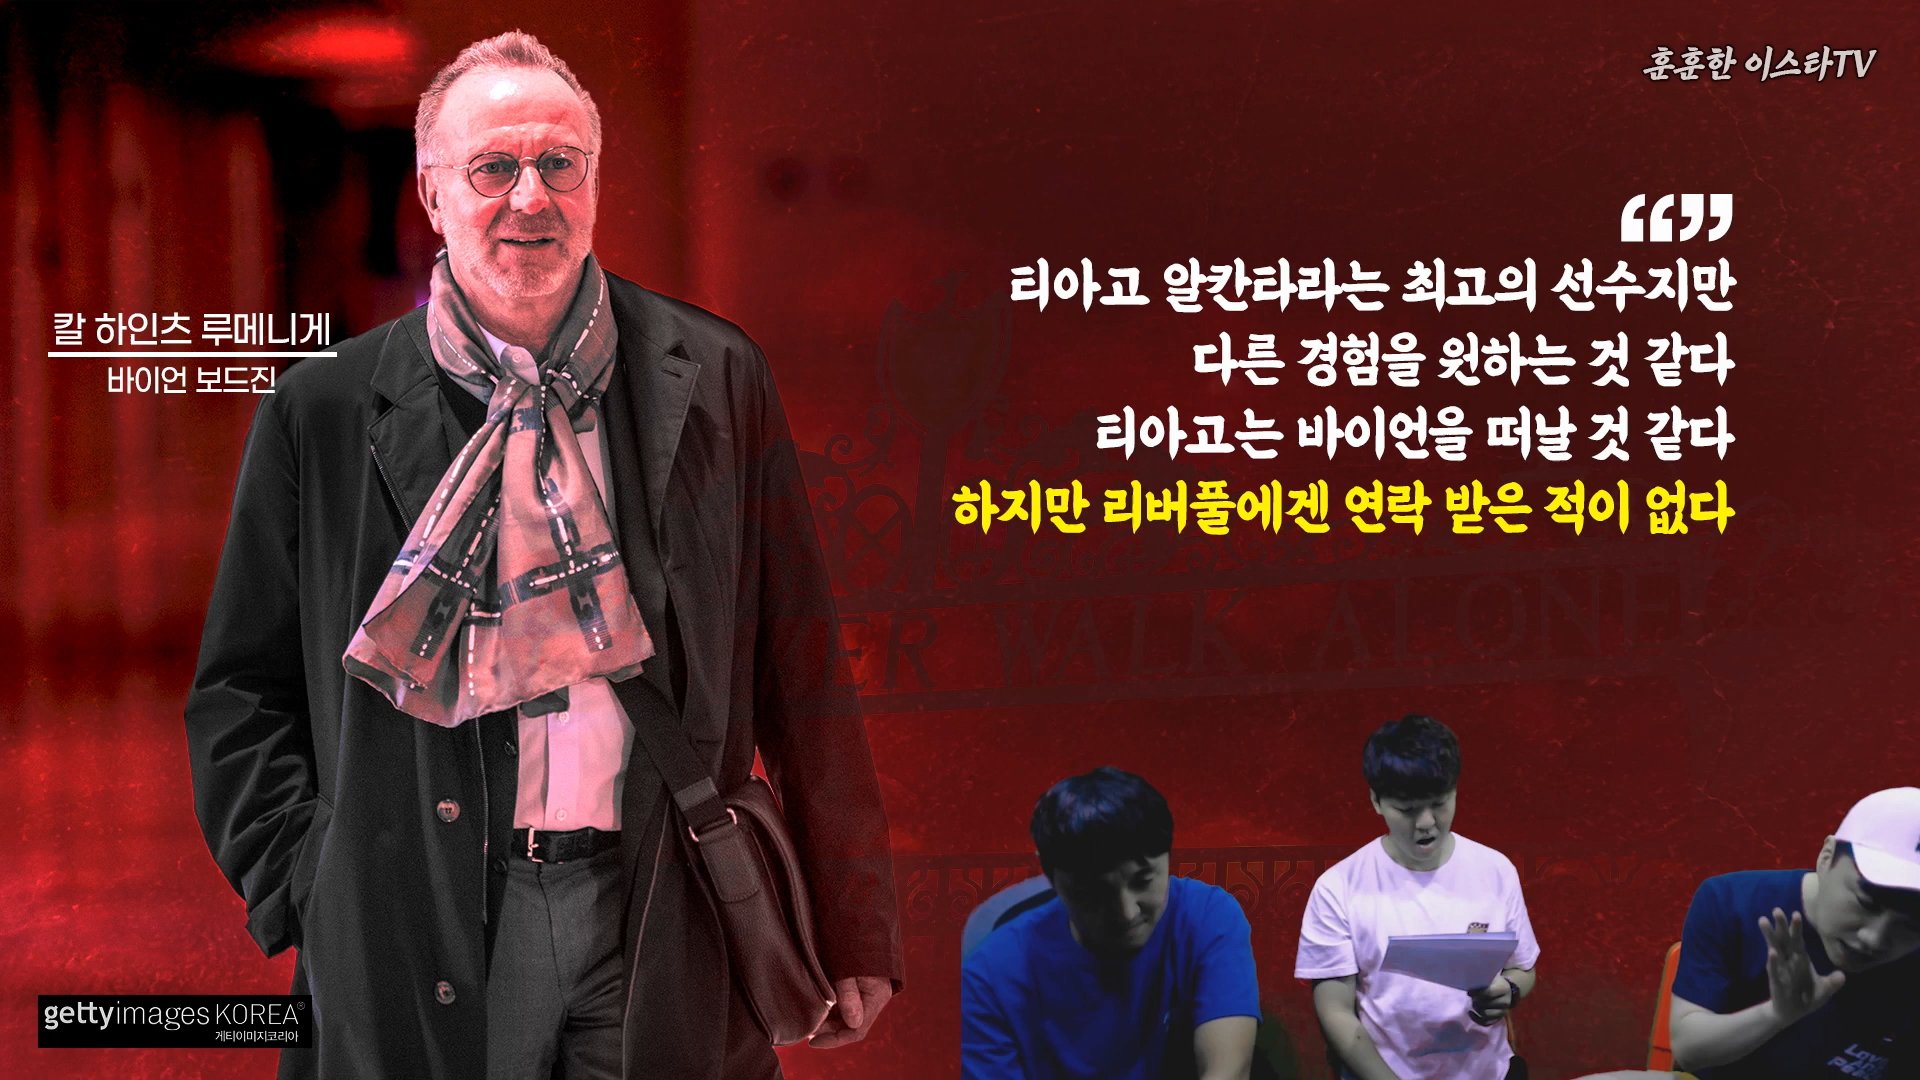 훈훈한 이스타TV
칼 하인츠 루메니게
바이언 보드진
티아고 알칸타라는 최고의 선수지만
다른 경험을 원하는 것 같다
티아고는 바이언을 떠날 것 같다
하지만 리버풀에겐 연락 받은 적이 없다
VER WALK ALONE
gettyimages KOREA®
게티이미지코리아